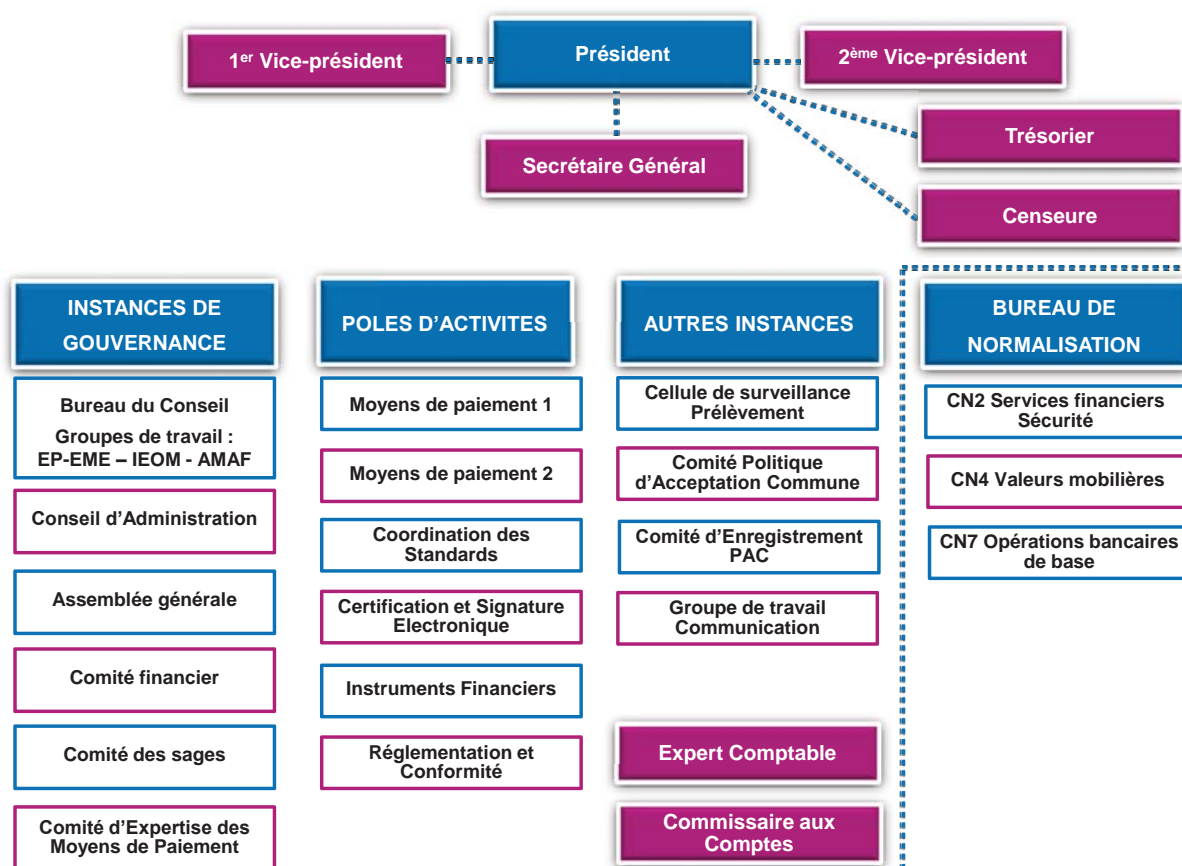 1er Vice-président
Président
2ème Vice-président
Trésorier
Secrétaire Général
Censeure
INSTANCES DE
GOUVERNANCE
Bureau du Conseil
Groupes de travail :
EP-EME – IEOM - AMAF
Conseil d'Administration
Assemblée générale
Comité financier
Comité des sages
Comité d'Expertise des
Moyens de Paiement
POLES D'ACTIVITES
Moyens de paiement 1
Moyens de paiement 2
Coordination des
Standards
Certification et Signature
Electronique
Instruments Financiers
Réglementation et
Conformité
AUTRES INSTANCES
Cellule de surveillance
Prélèvement
Comité Politique
d'Acceptation Commune
Comité d'Enregistrement
PAC
Groupe de travail
Communication
Expert Comptable
Commissaire aux
Comptes
BUREAU DE
NORMALISATION
CN2 Services financiers
Sécurité
CN4 Valeurs mobilières
CN7 Opérations bancaires
de base